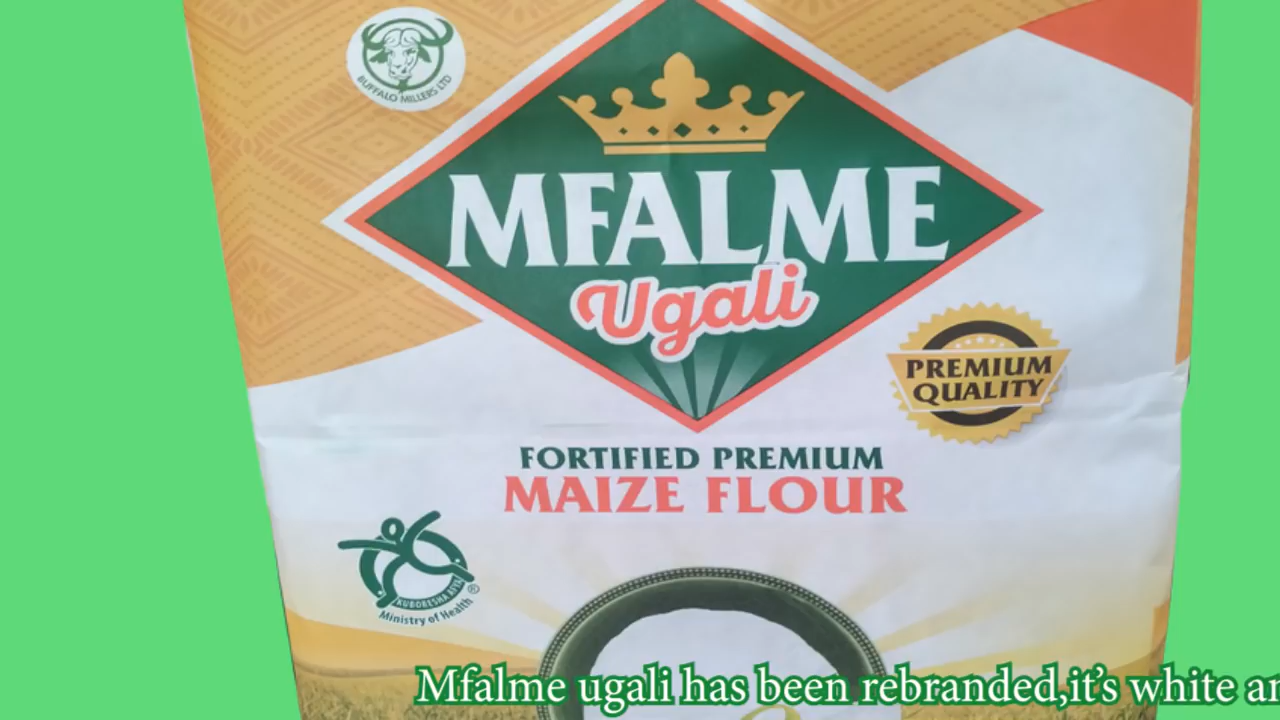 BUFFALO MILLERS LTD
MFALME
Ugali
PREMIUM
QUALITY
FORTIFIED PREMIUM
MAIZE FLOUR
KUBORESHA AFYA
®
Ministry of Health
Mfalme ugali has been rebranded,it's white